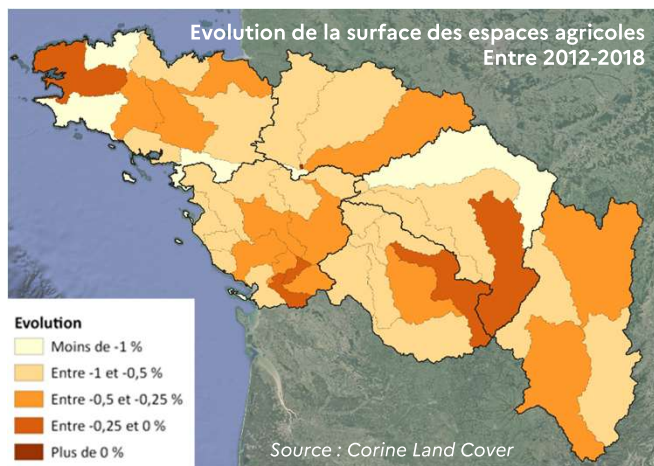 Evolution de la surface des espaces agricoles
Entre 2012-2018
Evolution
Moins de -1 %
Entre -1 et -0,5 %
Entre -0,5 et -0,25 %
Entre -0,25 et 0 %
Plus de 0 %
Source : Corine Land Cover